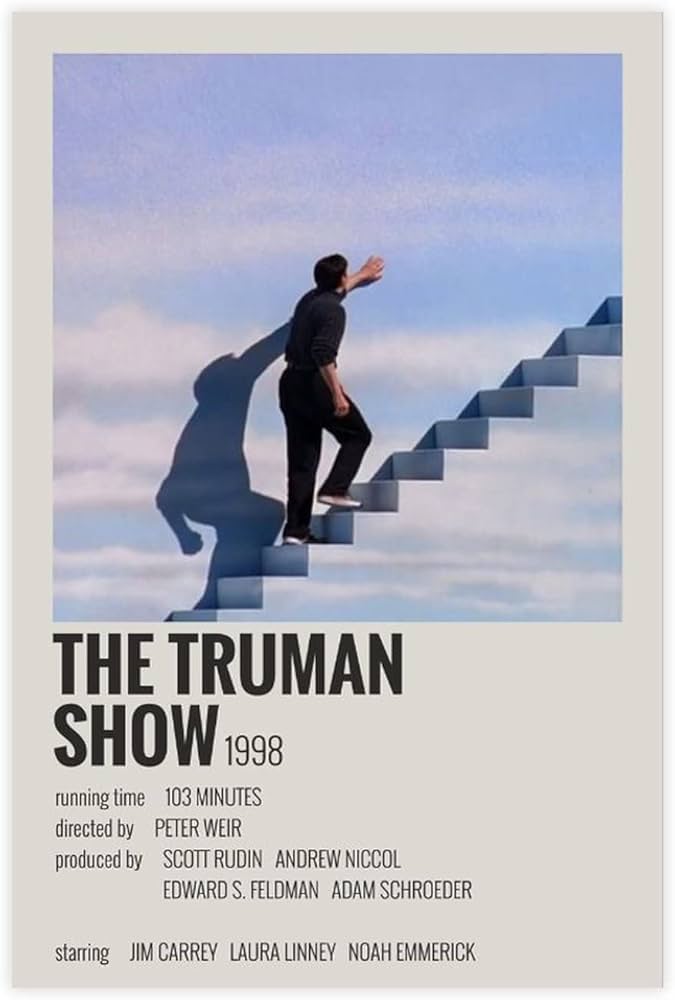 THE TRUMAN
SHOW 1998
running time 103 MINUTES
directed by PETER WEIR
produced by SCOTT RUDIN ANDREW NICCOL
EDWARD S. FELDMAN ADAM SCHROEDER
starring JIM CARREY LAURA LINNEY NOAH EMMERICK